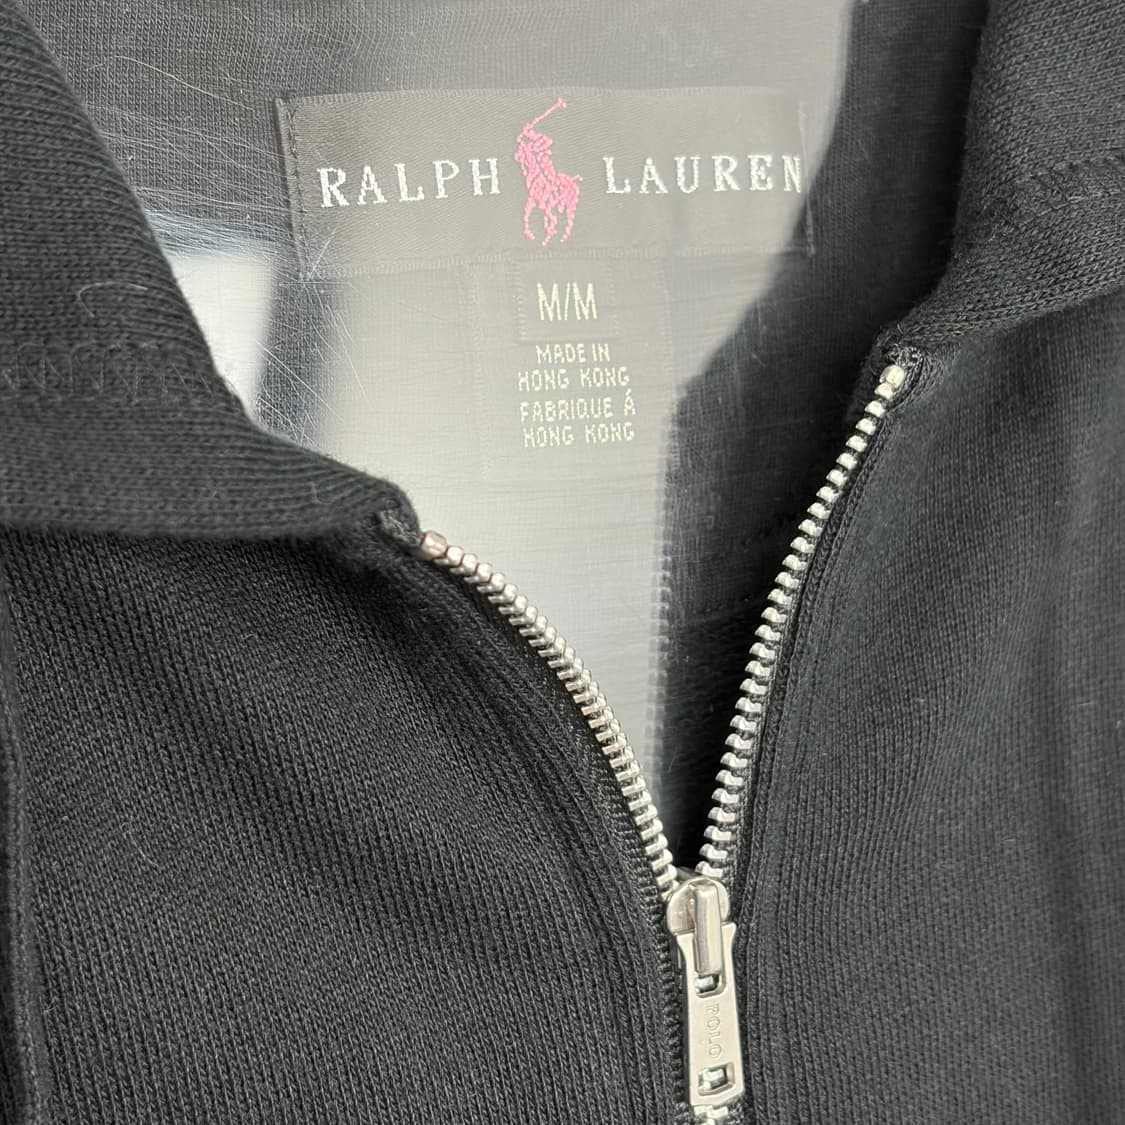 RALPH LAUREN
M/M
MADE IN
HONG KONG
FABRIQUE Á
HONG KONG
POLO